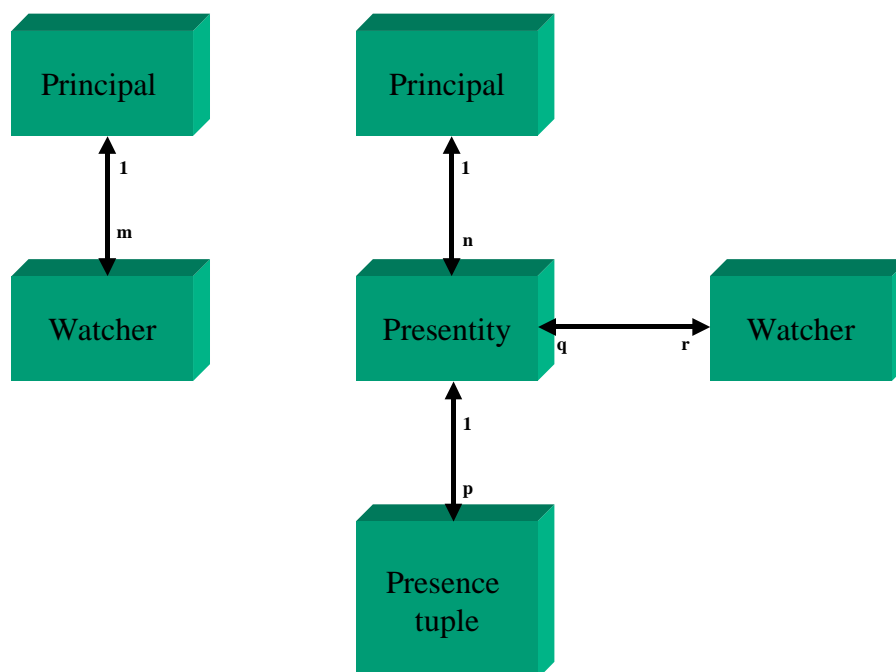 Principal
Principal
1
1
m
n
Watcher
Presentity
Watcher
q
r
1
p
Presence
tuple